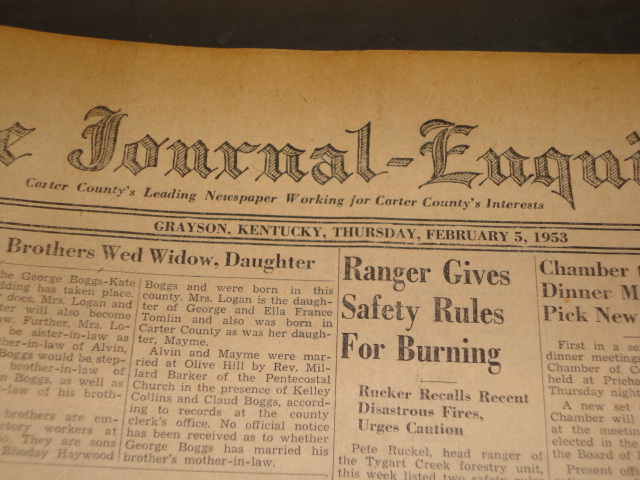 Journal-Enqui
Carter County's Leading Newspaper Working for Carter County's Interests
GRAYSON, KENTUCKY, THURSDAY, FEBRUARY 5, 1953
Brothers Wed Widow, Daughter
he George Boggs-Kate
dding has taken place,
does, Mrs. Logan and
ter will also become
w. Further, Mrs. Lo-
be sister-in-law as
her-in-law of Alvin,
Boggs would be step-
brother-in-law of
n Boggs, as well as
-law of his broth-
brothers are em-
ctory workers at
They are sons
Rhoday Haywood
Boggs and were born in this
county. Mrs. Logan is the daugh-
ter of George and Ella France
Tomlin and also was born in
Carter County as was her daugh-
ter, Mayme.
Alvin and Mayme were mar-
ried at Olive Hill by Rev. Mil-
lard Barker of the Pentecostal
Church in the presence of Kelley
Collins and Claud Boggs, accord-
ing to records at the county
clerk's office. No official notice
has been received as to whether
George Boggs has married his
brother's mother-in-law.
Ranger Gives
Safety Rules
For Burning
Rucker Recalls Recent
Disastrous Fires,
Urges Caution
Pete Ruckel, head ranger of
the Tygart Creek forestry unit,
this week listed two safety rules
Chamber
Dinner M
Pick New
First in a se
dinner meetings
Chamber of Co
held at Prichar
Thursday night
A new set
Chamber will
at the meetin
elected in the
the Board of
Present offi